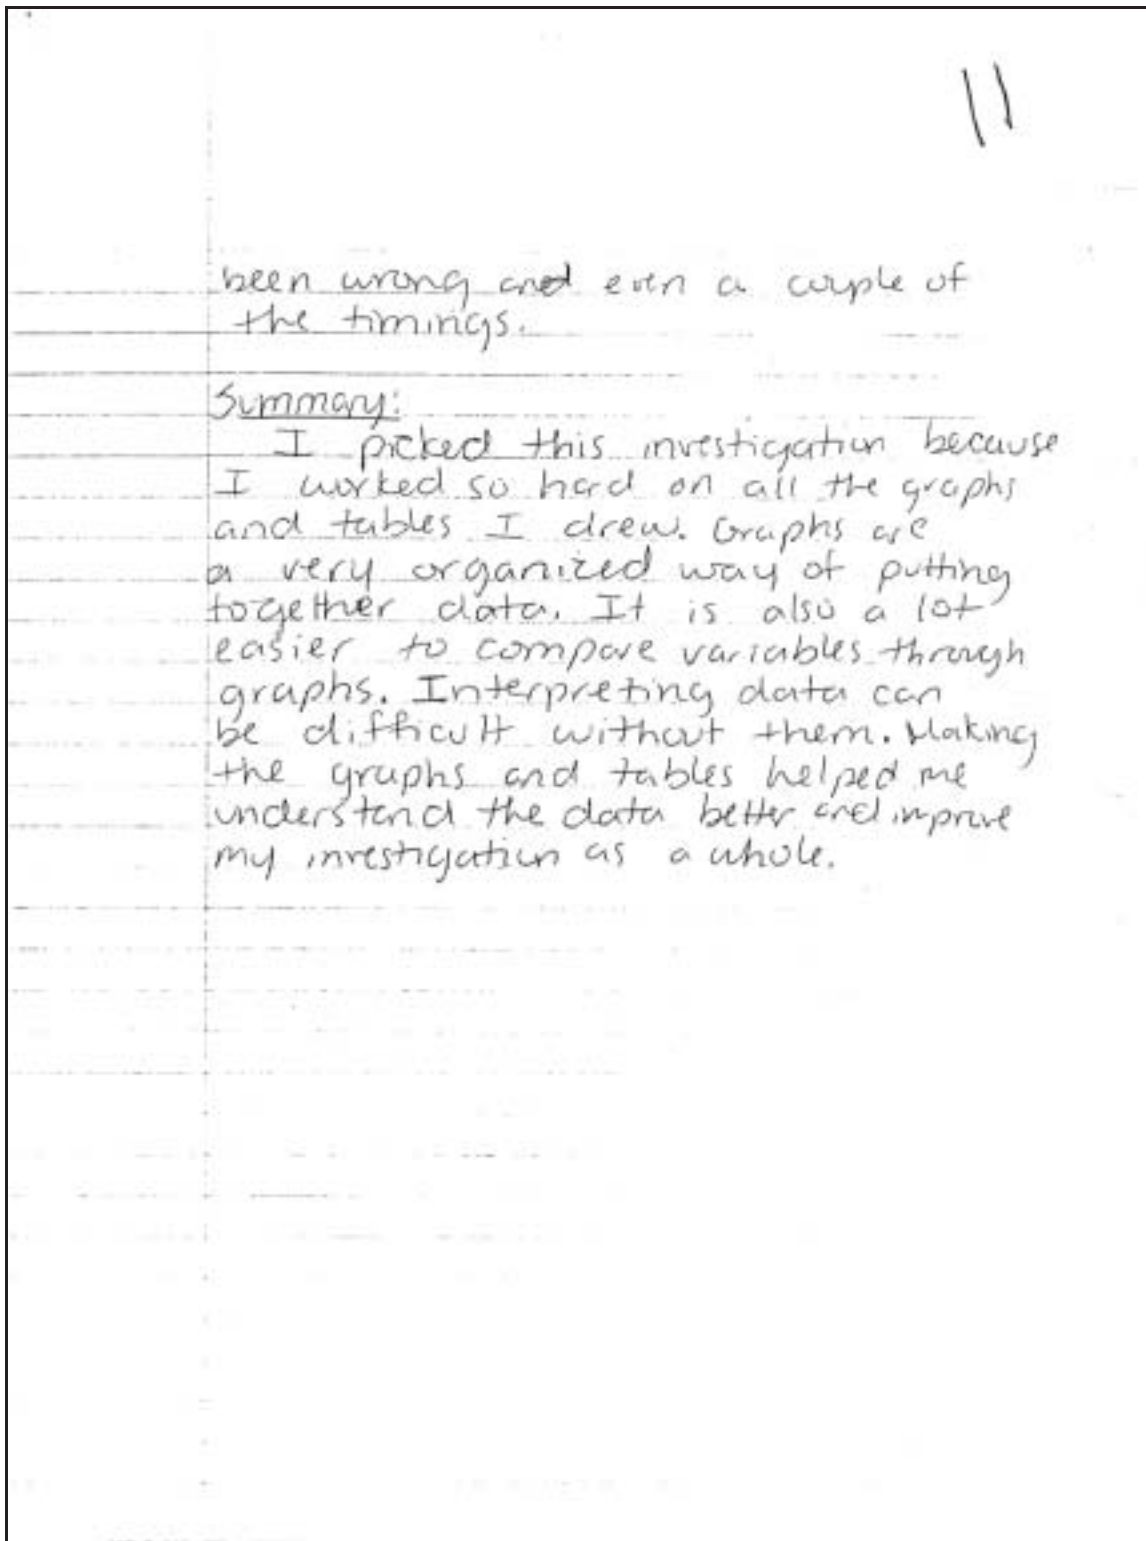 11
been wrong and even a couple of
the timings.
Summary:
I picked this investigation because
I worked so hard on all the graphs
and tables I drew. Graphs are
a very organized way of putting
together data. It is also a lot
easier to compare variables through
graphs. Interpreting data can
be difficult without them. Making
the graphs and tables helped me
understand the data better and improve
my investigation as a whole.